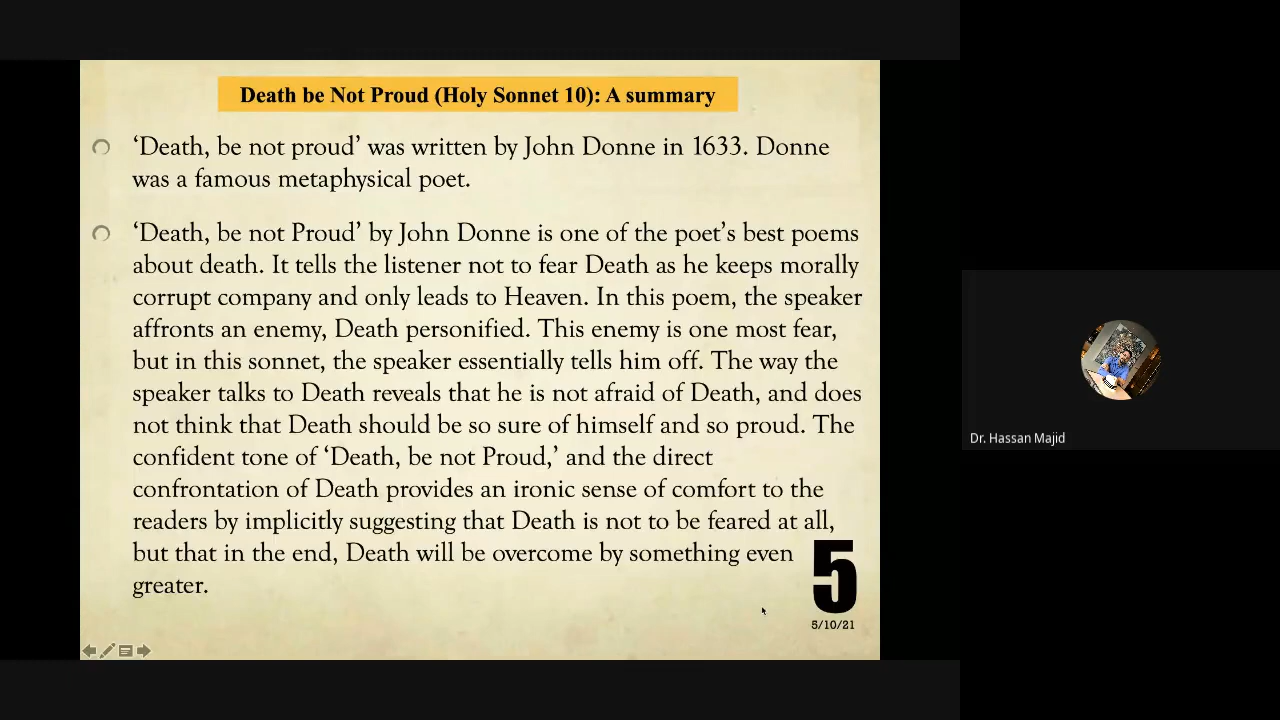 Death be Not Proud (Holy Sonnet 10): A summary
‘Death, be not proud’ was written by John Donne in 1633. Donne
was a famous metaphysical poet.
‘Death, be not Proud’ by John Donne is one of the poet’s best poems
about death. It tells the listener not to fear Death as he keeps morally
corrupt company and only leads to Heaven. In this poem, the speaker
affronts an enemy, Death personified. This enemy is one most fear,
but in this sonnet, the speaker essentially tells him off. The way the
speaker talks to Death reveals that he is not afraid of Death, and does
not think that Death should be so sure of himself and so proud. The
confident tone of ‘Death, be not Proud,’ and the direct
confrontation of Death provides an ironic sense of comfort to the
readers by implicitly suggesting that Death is not to be feared at all,
but that in the end, Death will be overcome by something even
greater.
5
5/10/21
Dr. Hassan Majid